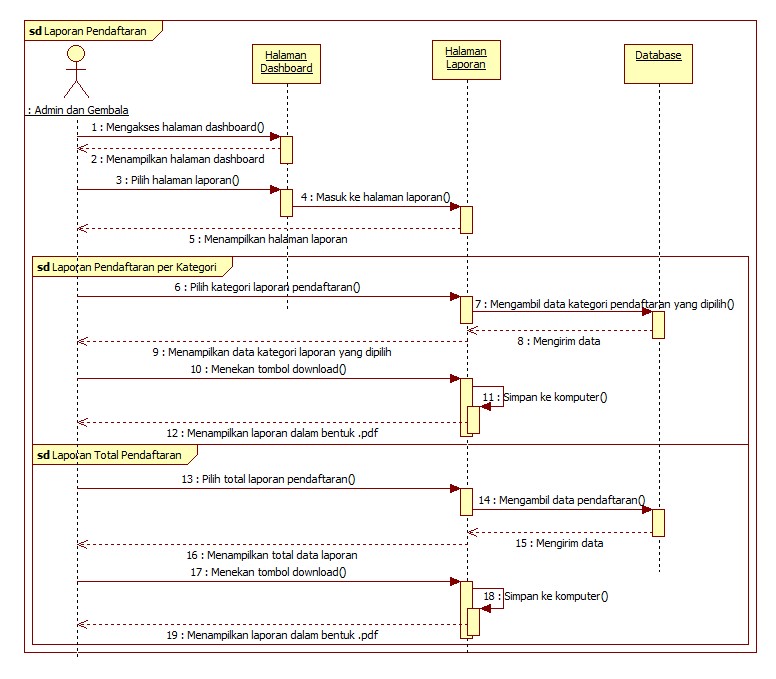 sd Laporan Pendaftaran
Halaman
Dashboard
Halaman
Laporan
Database
: Admin dan Gembala
1 : Mengakses halaman dashboard()
2 : Menampilkan halaman dashboard
3 : Pilih halaman laporan()
4 : Masuk ke halaman laporan()
5 : Menampilkan halaman laporan
sd Laporan Pendaftaran per Kategori
6 : Pilih kategori laporan pendaftaran()
7 : Mengambil data kategori pendaftaran yang dipilih()
8 : Mengirim data
9 : Menampilkan data kategori laporan yang dipilih
10 : Menekan tombol download()
11 : Simpan ke komputer()
12 : Menampilkan laporan dalam bentuk .pdf
sd Laporan Total Pendaftaran
13 : Pilih total laporan pendaftaran()
14 : Mengambil data pendaftaran()
15 : Mengirim data
16 : Menampilkan total data laporan
17 : Menekan tombol download()
18 : Simpan ke komputer()
19 : Menampilkan laporan dalam bentuk .pdf